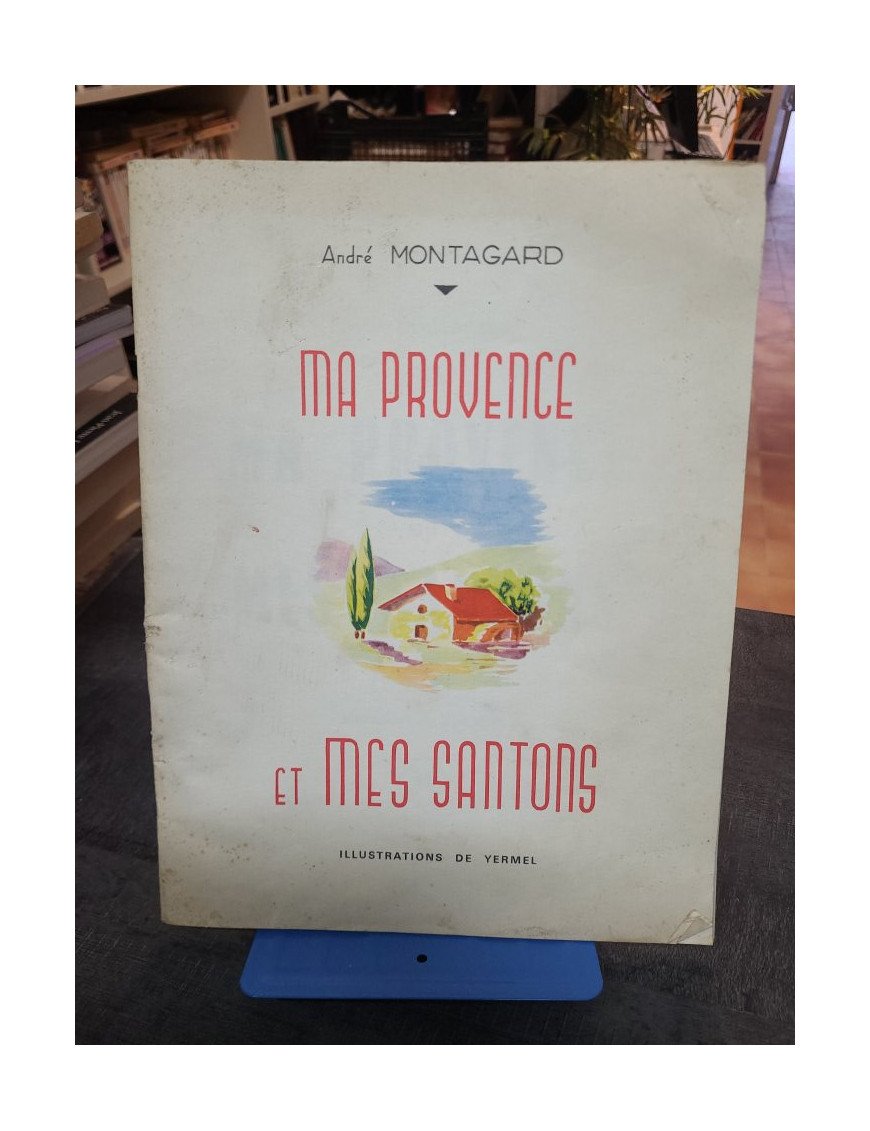 André MONTAGARD
MA PROVENCE
ET MES SANTONS
ILLUSTRATIONS DE YERMEL